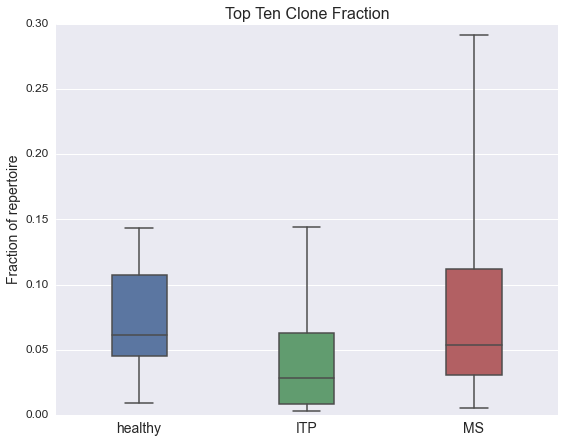 Top Ten Clone Fraction
Fraction of repertoire
0.30
0.25
0.20
0.15
0.10
0.05
0.00
healthy
ITP
MS